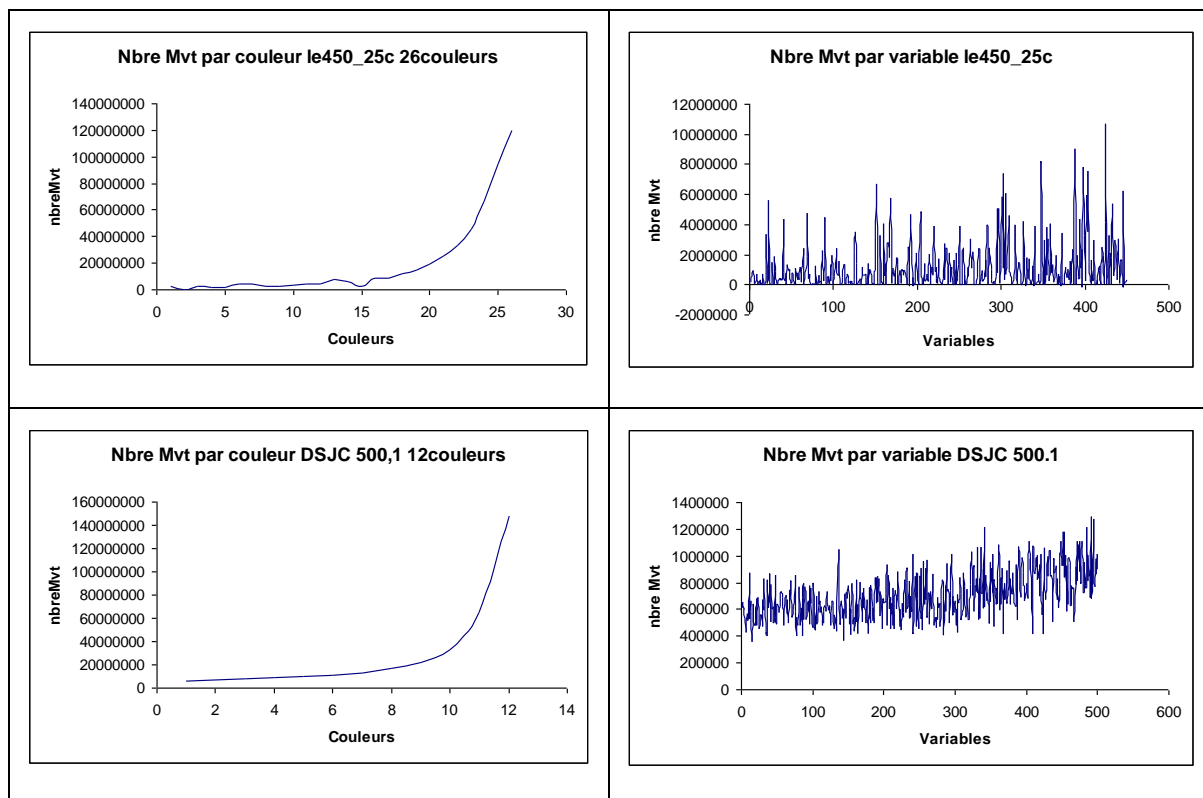 Nbre Mvt par couleur le450_25c 26couleurs
140000000
120000000
100000000
80000000
60000000
40000000
20000000
0
nbreMvt
0 5 10 15 20 25 30
Couleurs
Nbre Mvt par variable le450_25c
12000000
10000000
8000000
6000000
4000000
2000000
0
-2000000
nbre Mvt
0 100 200 300 400 500
Variables
Nbre Mvt par couleur DSJC 500,1 12couleurs
160000000
140000000
120000000
100000000
80000000
60000000
40000000
20000000
0
nbreMvt
0 2 4 6 8 10 12 14
Couleurs
Nbre Mvt par variable DSJC 500.1
1400000
1200000
1000000
800000
600000
400000
200000
0
nbre Mvt
0 100 200 300 400 500 600
Variables